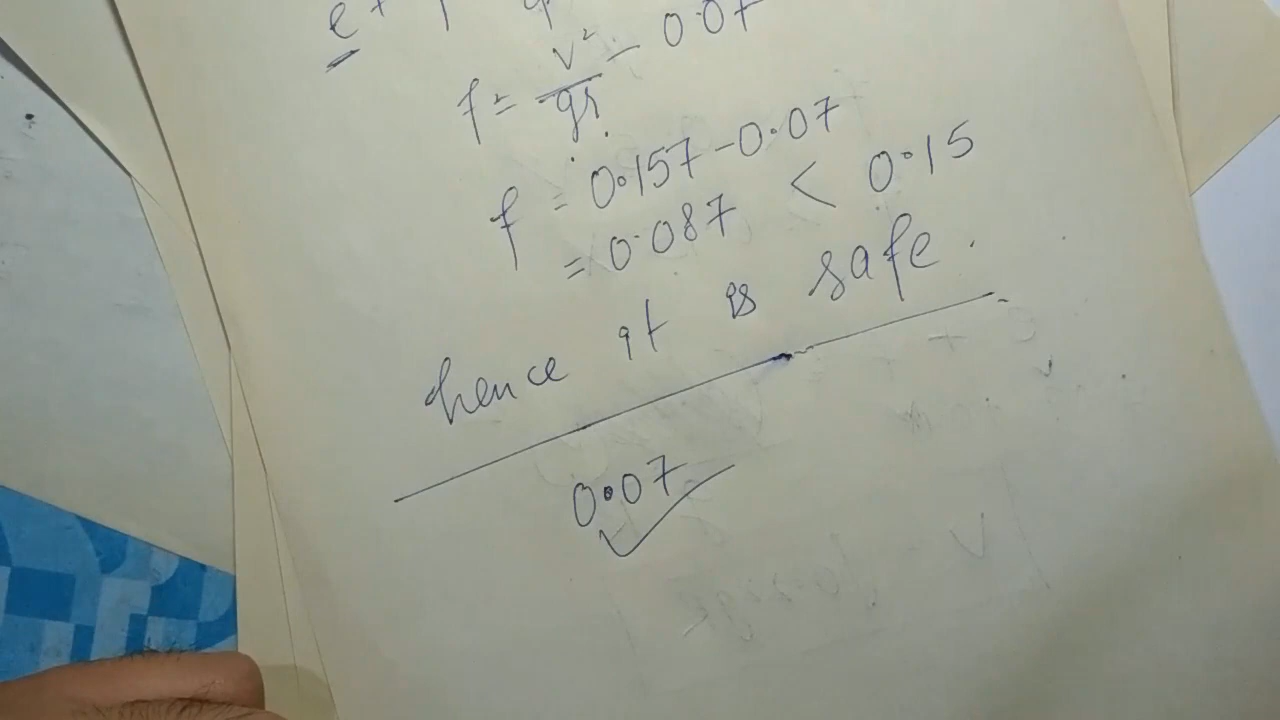 e +
f = v²/gr - 0.07
f = 0.157 - 0.07
= 0.087 < 0.15
hence it is safe.
0.07